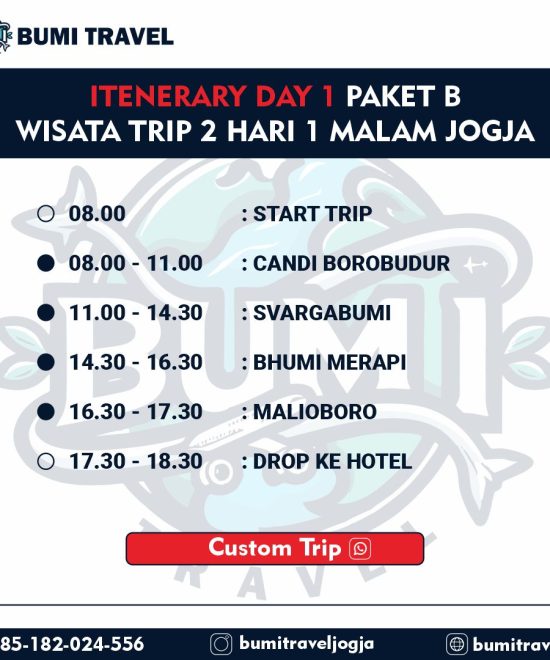 BUMI TRAVEL
ITENERARY DAY 1 PAKET B
WISATA TRIP 2 HARI 1 MALAM JOGJA
08.00 : START TRIP
08.00 - 11.00 : CANDI BOROBUDUR
11.00 - 14.30 : SVARGABUMI
14.30 - 16.30 : BHUMI MERAPI
16.30 - 17.30 : MALIOBORO
17.30 - 18.30 : DROP KE HOTEL
BUMI
TRAVEL
Custom Trip
85-182-024-556 bumitraveljogja bumitrav